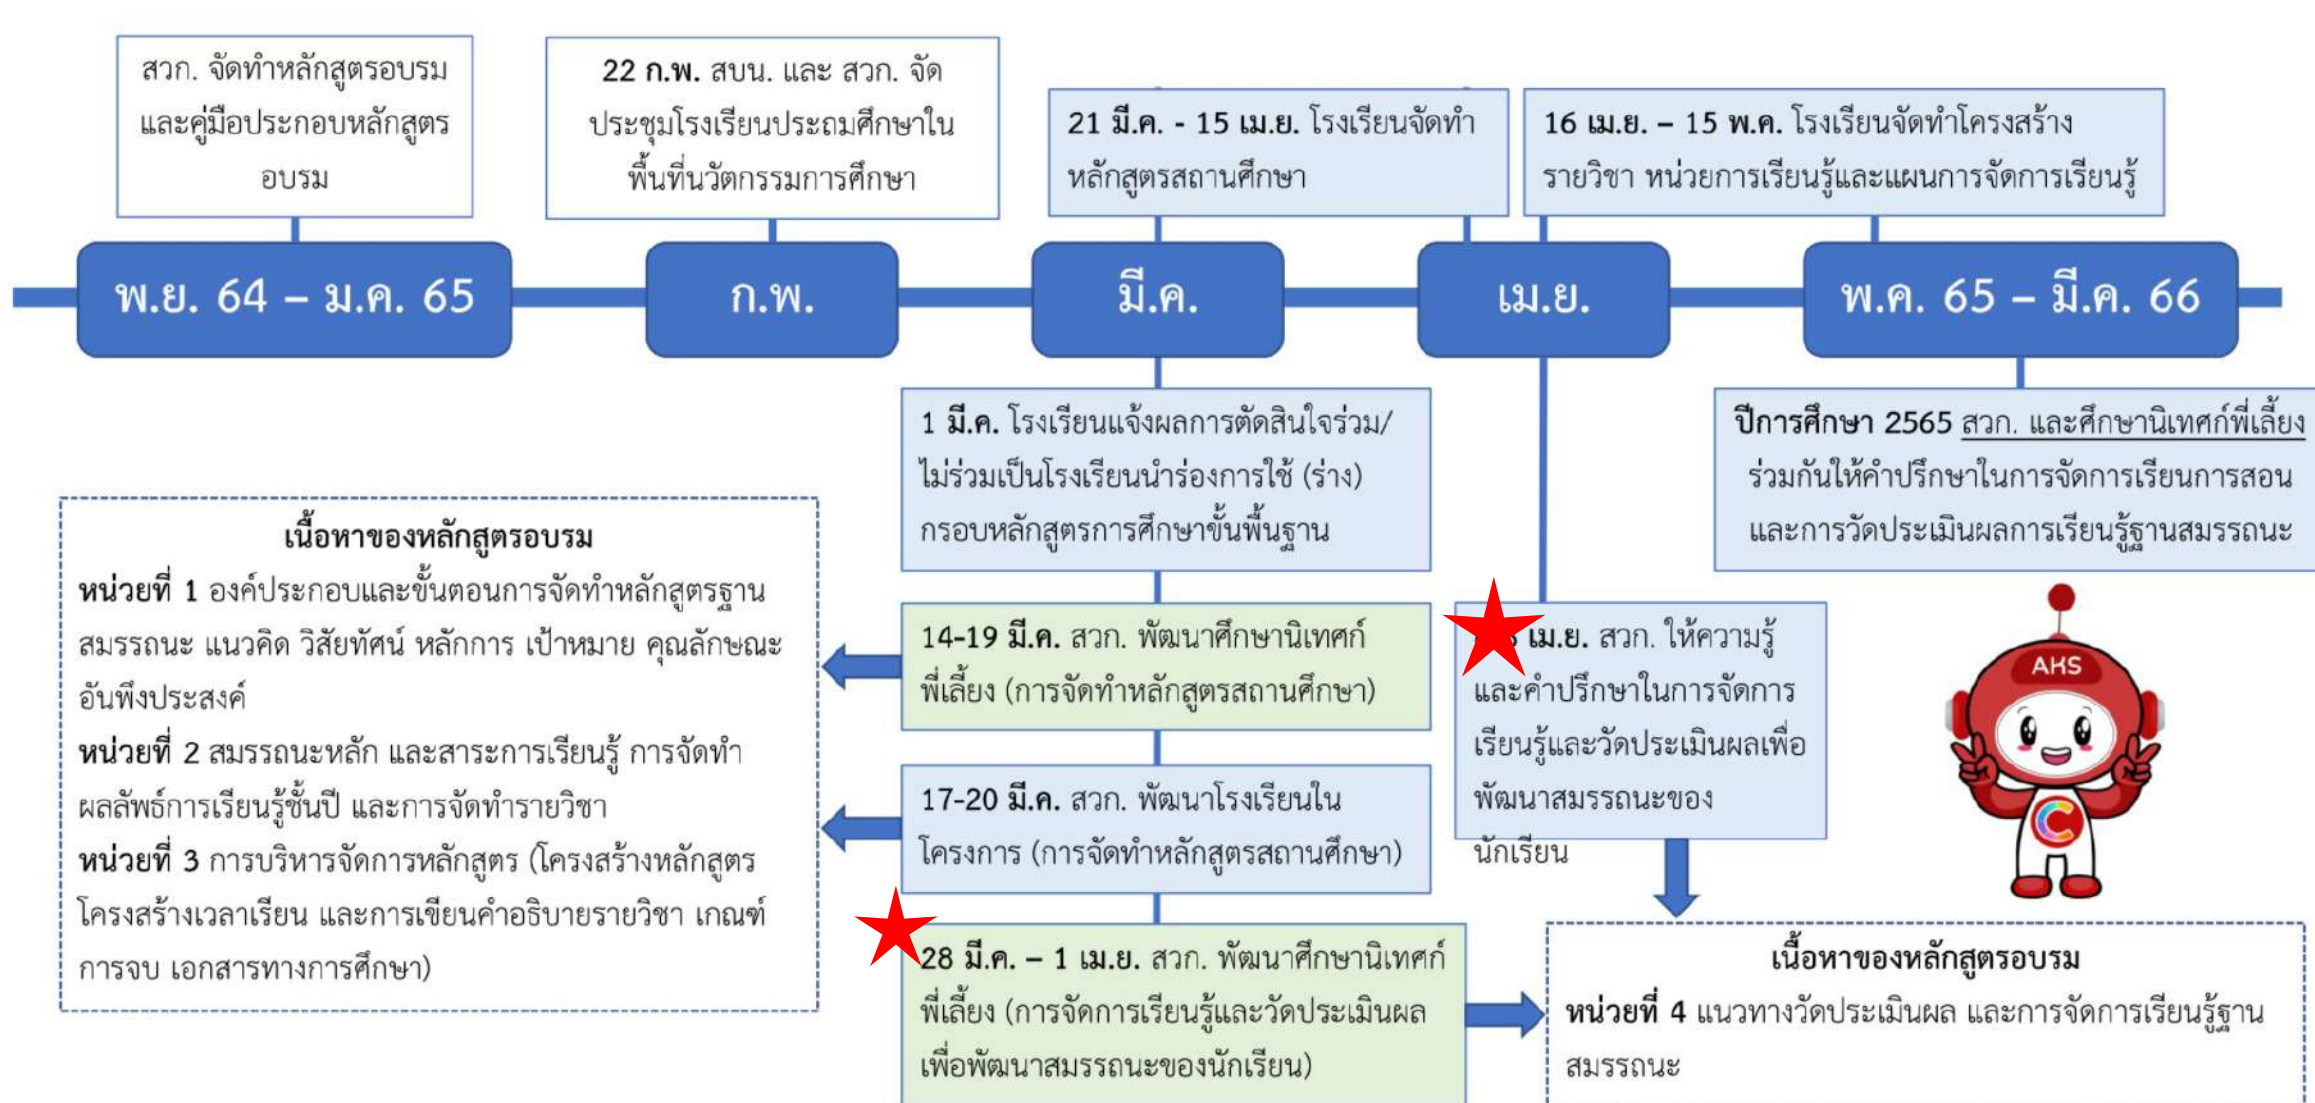 สวก. จัดทำหลักสูตรอบรม
และคู่มือประกอบหลักสูตร
อบรม
22 ก.พ. สบน. และ สวก. จัด
ประชุมโรงเรียนประถมศึกษาใน
พื้นที่นวัตกรรมการศึกษา
21 มี.ค. - 15 เม.ย. โรงเรียนจัดทำ
หลักสูตรสถานศึกษา
16 เม.ย. – 15 พ.ค. โรงเรียนจัดทำโครงสร้าง
รายวิชา หน่วยการเรียนรู้และแผนการจัดการเรียนรู้
พ.ย. 64 – ม.ค. 65
ก.พ.
มี.ค.
เม.ย.
พ.ค. 65 – มี.ค. 66
1 มี.ค. โรงเรียนแจ้งผลการตัดสินใจร่วม/
ไม่ร่วมเป็นโรงเรียนนำร่องการใช้ (ร่าง)
กรอบหลักสูตรการศึกษาขั้นพื้นฐาน
ปีการศึกษา 2565 สวก. และศึกษานิเทศก์พี่เลี้ยง
ร่วมกันให้คำปรึกษาในการจัดการเรียนการสอน
และการวัดประเมินผลการเรียนรู้ฐานสมรรถนะ
เนื้อหาของหลักสูตรอบรม
หน่วยที่ 1 องค์ประกอบและขั้นตอนการจัดทำหลักสูตรฐาน
สมรรถนะ แนวคิด วิสัยทัศน์ หลักการ เป้าหมาย คุณลักษณะ
อันพึงประสงค์
หน่วยที่ 2 สมรรถนะหลัก และสาระการเรียนรู้ การจัดทำ
ผลลัพธ์การเรียนรู้ชั้นปี และการจัดทำรายวิชา
หน่วยที่ 3 การบริหารจัดการหลักสูตร (โครงสร้างหลักสูตร
โครงสร้างเวลาเรียน และการเขียนคำอธิบายรายวิชา เกณฑ์
การจบ เอกสารทางการศึกษา)
14-19 มี.ค. สวก. พัฒนาศึกษานิเทศก์
พี่เลี้ยง (การจัดทำหลักสูตรสถานศึกษา)
17-20 มี.ค. สวก. พัฒนาโรงเรียนใน
โครงการ (การจัดทำหลักสูตรสถานศึกษา)
28 มี.ค. – 1 เม.ย. สวก. พัฒนาศึกษานิเทศก์
พี่เลี้ยง (การจัดการเรียนรู้และวัดประเมินผล
เพื่อพัฒนาสมรรถนะของนักเรียน)
เม.ย. สวก. ให้ความรู้
และคำปรึกษาในการจัดการ
เรียนรู้และวัดประเมินผลเพื่อ
พัฒนาสมรรถนะของ
นักเรียน
AKS
C
เนื้อหาของหลักสูตรอบรม
หน่วยที่ 4 แนวทางวัดประเมินผล และการจัดการเรียนรู้ฐาน
สมรรถนะ